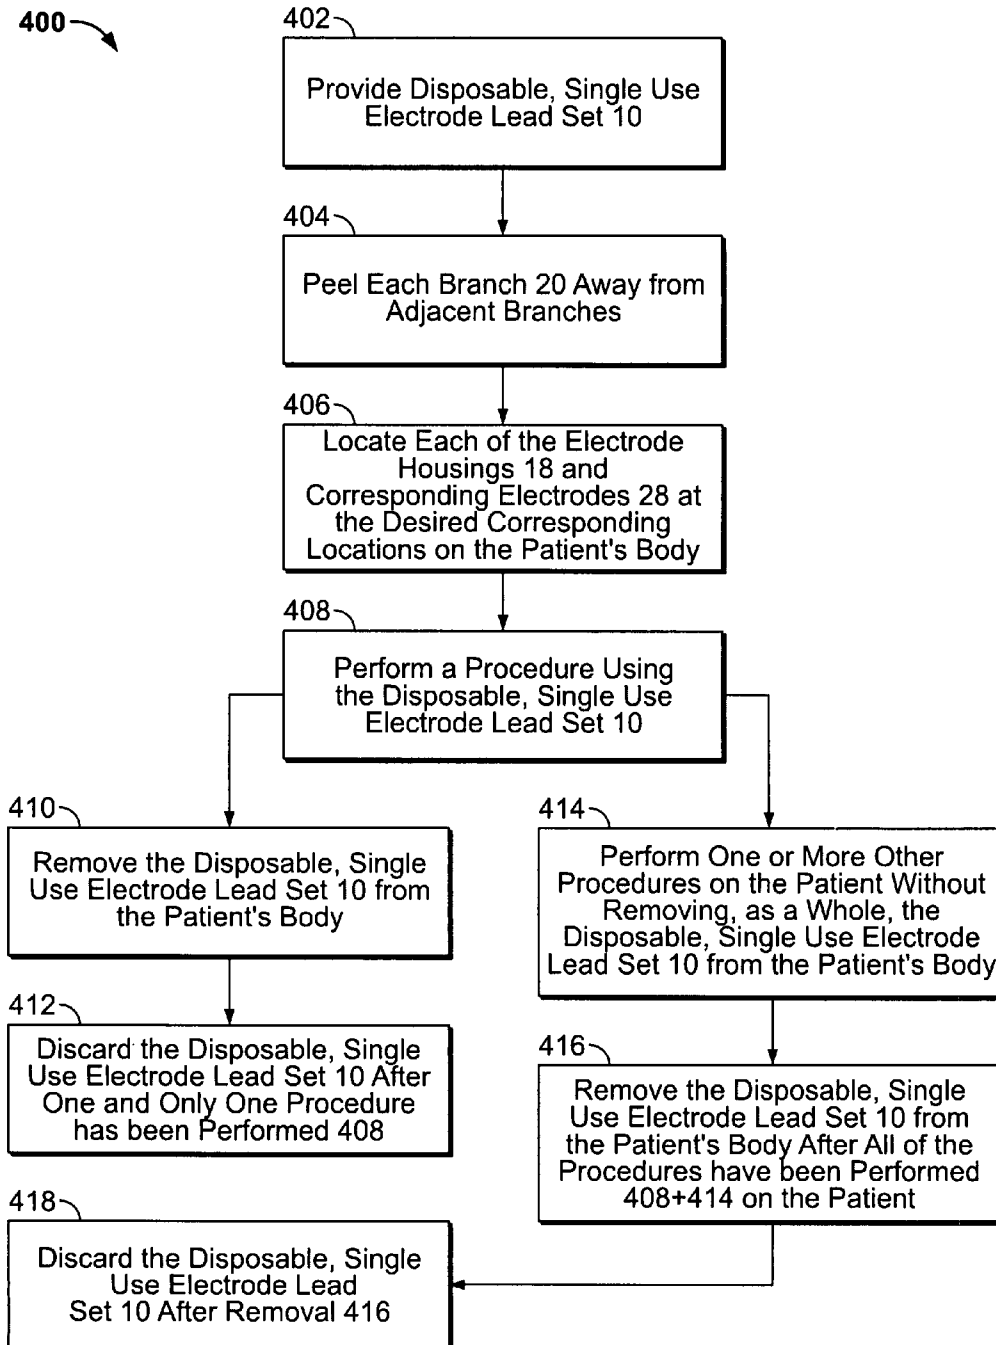 400
402
Provide Disposable, Single Use
Electrode Lead Set 10
404
Peel Each Branch 20 Away from
Adjacent Branches
406
Locate Each of the Electrode
Housings 18 and
Corresponding Electrodes 28 at
the Desired Corresponding
Locations on the Patient's Body
408
Perform a Procedure Using
the Disposable, Single Use
Electrode Lead Set 10
410
Remove the Disposable, Single
Use Electrode Lead Set 10 from
the Patient's Body
412
Discard the Disposable, Single
Use Electrode Lead Set 10 After
One and Only One Procedure
has been Performed 408
414
Perform One or More Other
Procedures on the Patient Without
Removing, as a Whole, the
Disposable, Single Use Electrode
Lead Set 10 from the Patient's Body
416
Remove the Disposable, Single
Use Electrode Lead Set 10 from
the Patient's Body After All of the
Procedures have been Performed
408+414 on the Patient
418
Discard the Disposable, Single
Use Electrode Lead
Set 10 After Removal 416